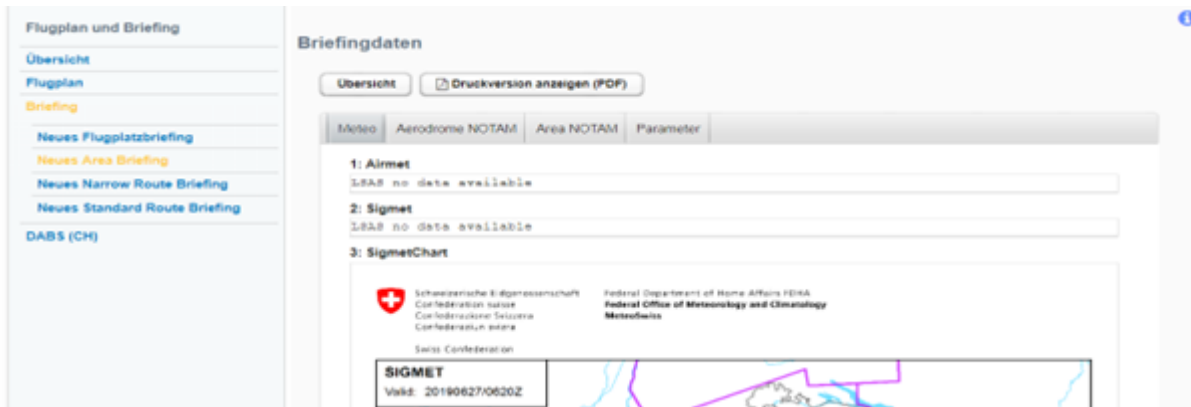 Flugplan und Briefing
Übersicht
Flugplan
Briefing
Neues Flugplatzbriefing
Neues Area Briefing
Neues Narrow Route Briefing
Neues Standard Route Briefing
DABS (CH)
Briefingdaten
Übersicht Druckversion anzeigen (PDF)
Meteo Aerodrome NOTAM Area NOTAM Parameter
1: Airmet
LSAS no data available
2: Sigmet
LSAS no data available
3: SigmetChart
Schweizerische Eidgenossenschaft
Confédération suisse
Confederazione Svizzera
Confederaziun svizra
Swiss Confederation
Federal Department of Home Affairs FDHA
Federal Office of Meteorology and Climatology
MeteoSwiss
SIGMET
Valid: 20190627/0620Z